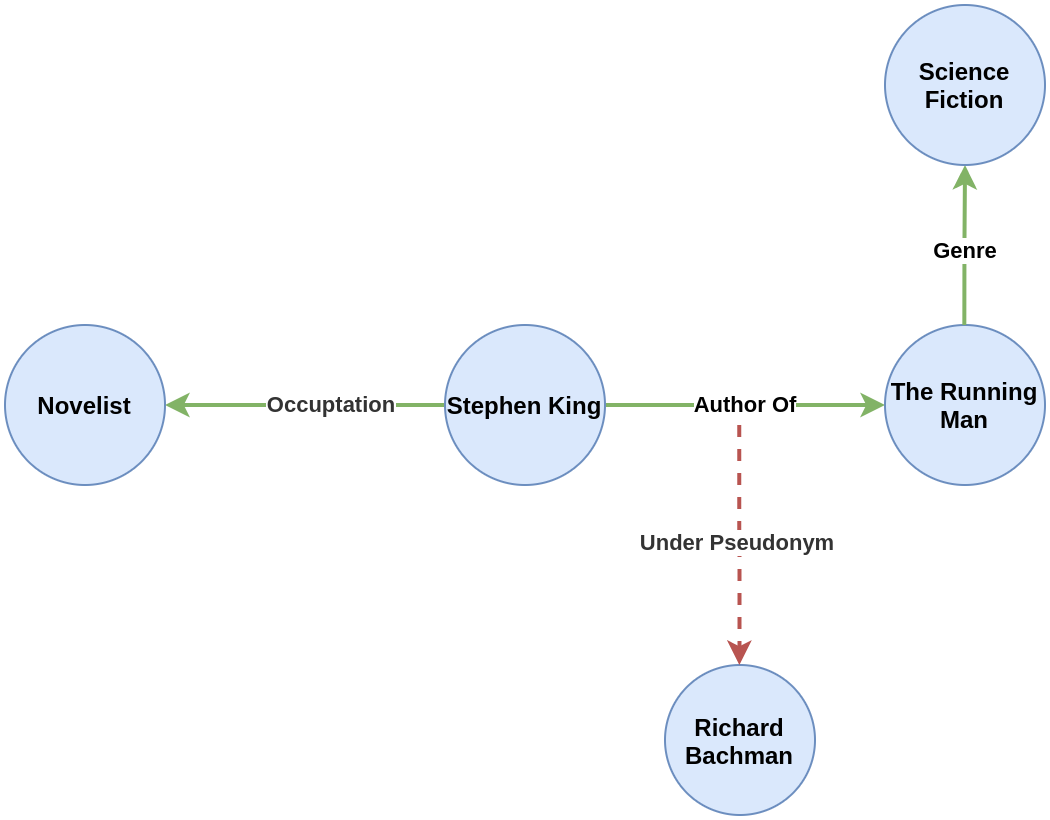 Science
Fiction
Genre
Novelist
Occuptation
Stephen King
Author Of
The Running
Man
Under Pseudonym
Richard
Bachman